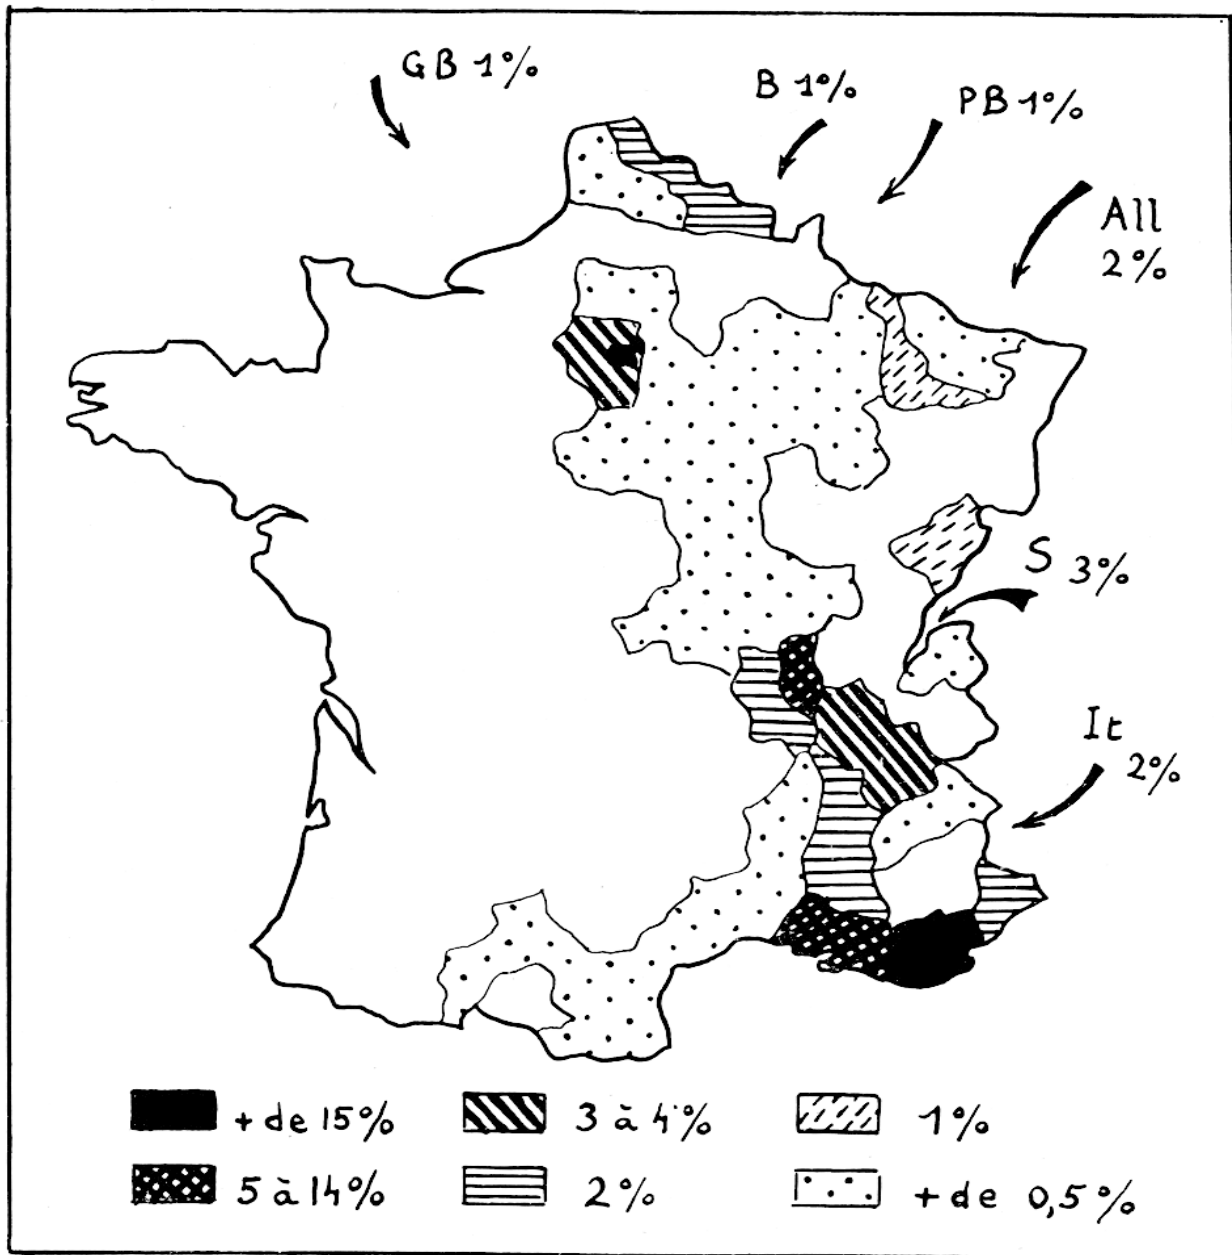 GB 1%
B 1%
PB 1%
All
2%
S 3%
It
2%
+ de 15%
3 à 4%
1%
5 à 14%
2%
+ de 0,5%